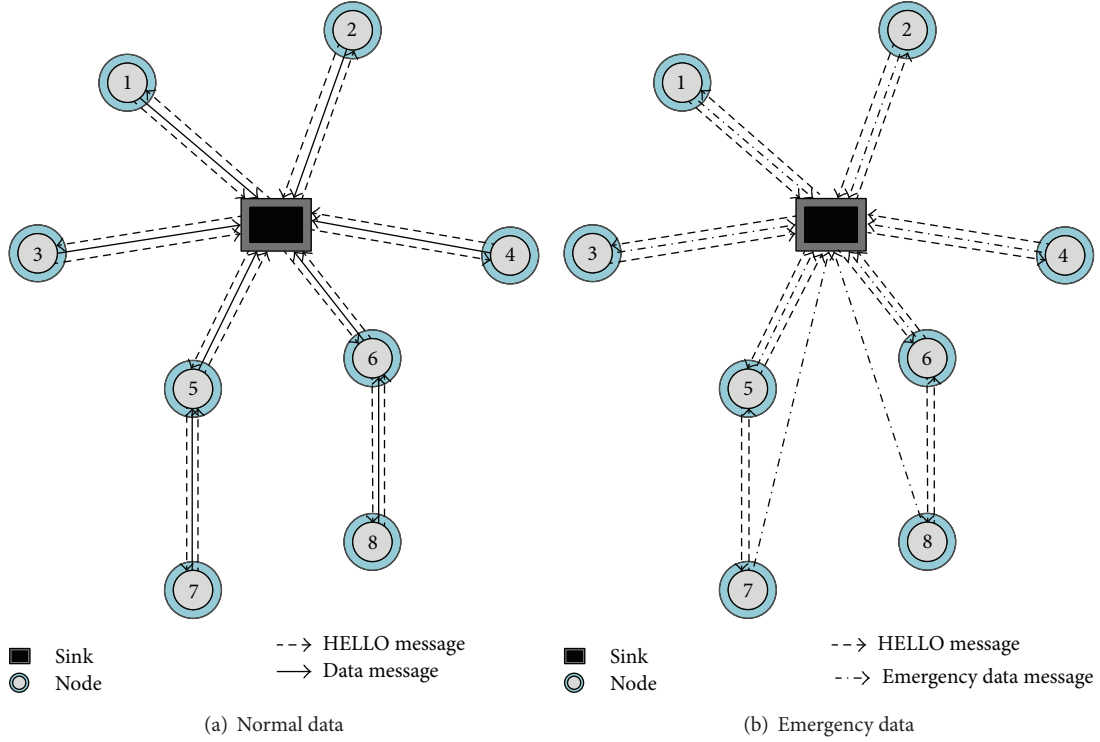 2
1
3
4
5
6
7
8
Sink
Node
HELLO message
Data message
(a) Normal data
2
1
3
4
5
6
7
8
Sink
Node
HELLO message
Emergency data message
(b) Emergency data